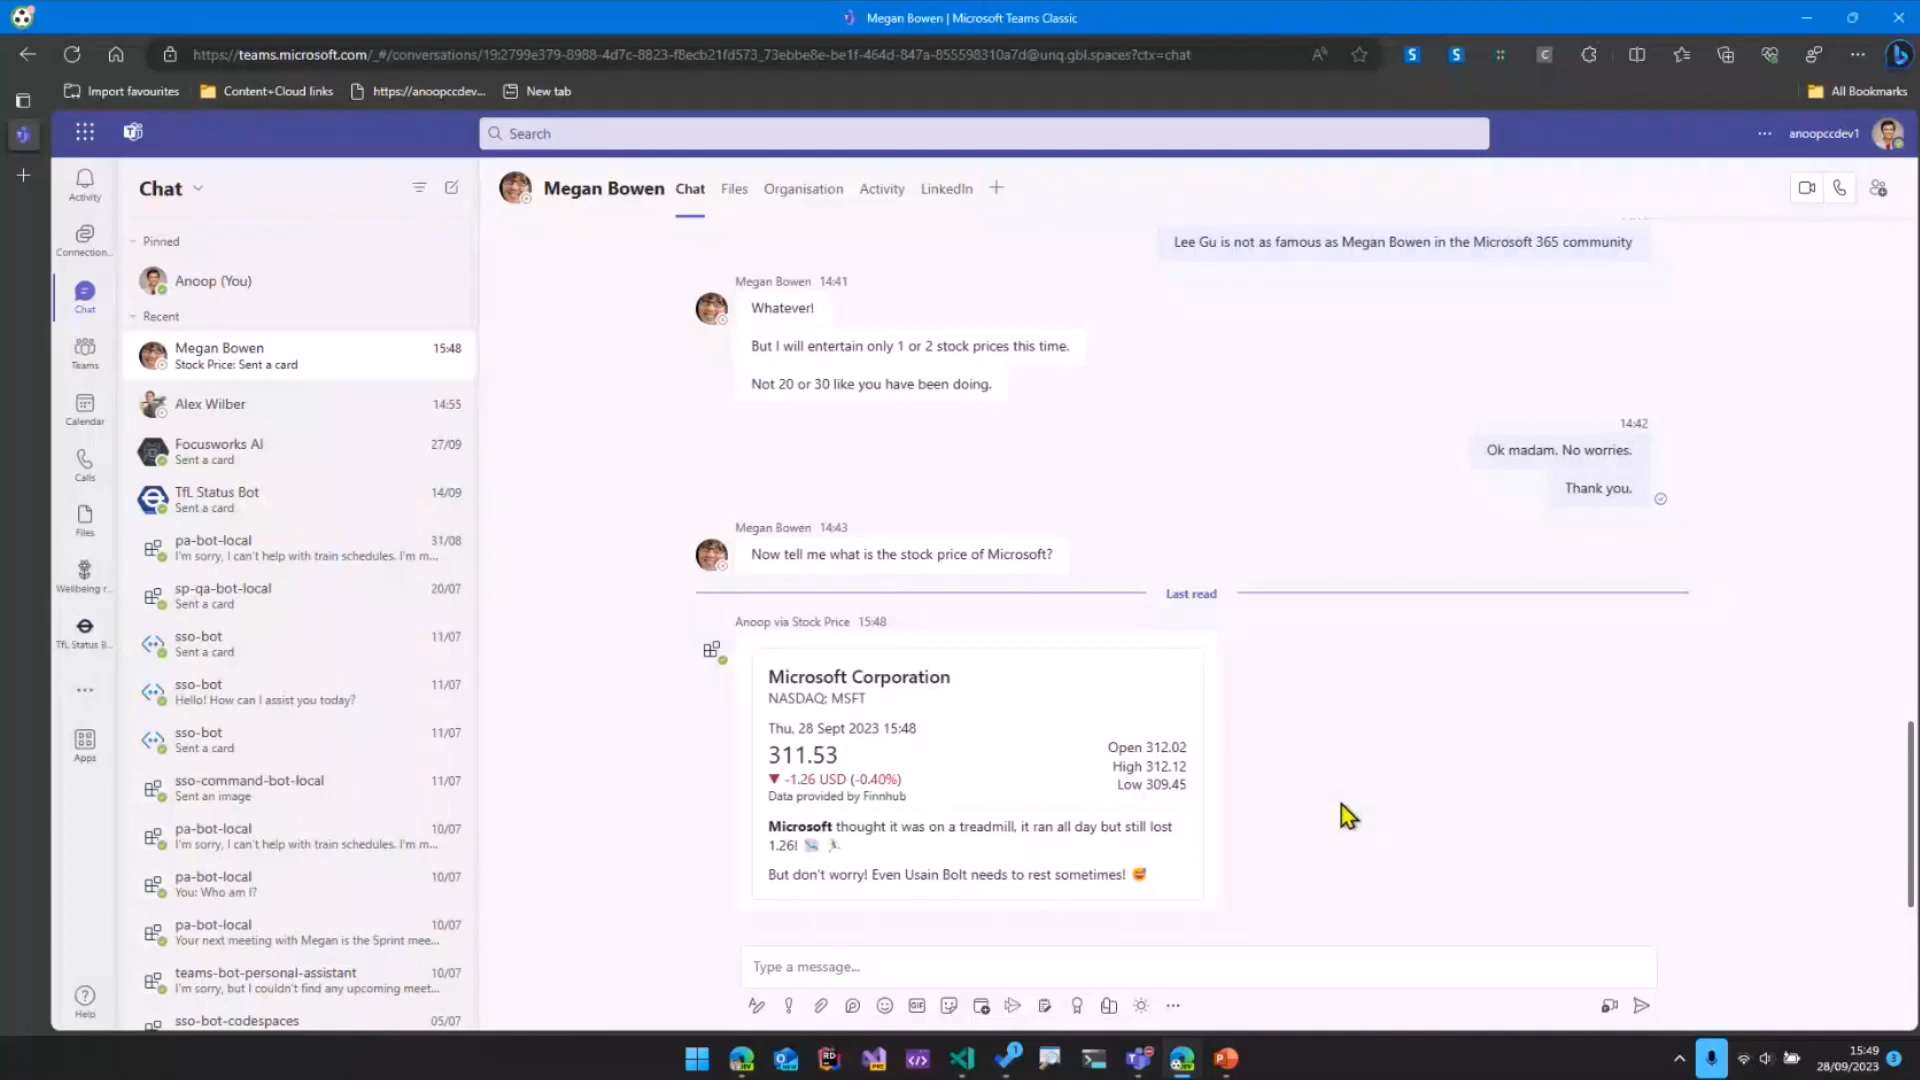 Megan Bowen | Microsoft Teams Classic
https://teams.microsoft.com/_#/conversations/19:2799e379-8988-4d7c-8823-f8ecb21fd573_73ebbe8e-be1f-464d-847a-855598310a7d@unq.gbl.spaces?ctx=chat
Import favourites
Content+Cloud links
https://anoopccdev...
New tab
All Bookmarks
Search
anoopccdev1
Activity
Connection...
Chat
Teams
Calendar
Calls
Files
Wellbeing r...
TfL Status B...
Apps
Help
Chat
Pinned
Anoop (You)
Recent
Megan Bowen 15:48
Stock Price: Sent a card
Alex Wilber 14:55
Focusworks AI 27/09
Sent a card
TfL Status Bot 14/09
Sent a card
pa-bot-local 31/08
I'm sorry, I can't help with train schedules. I'm m...
sp-qa-bot-local 20/07
Sent a card
sso-bot 11/07
Sent a card
sso-bot 11/07
Hello! How can I assist you today?
sso-bot 11/07
Sent a card
sso-command-bot-local 11/07
Sent an image
pa-bot-local 10/07
I'm sorry, I can't help with train schedules. I'm m...
pa-bot-local 10/07
You: Who am I?
pa-bot-local 10/07
Your next meeting with Megan is the Sprint mee...
teams-bot-personal-assistant 10/07
I'm sorry, but I couldn't find any upcoming meet...
sso-bot-codespaces 05/07
Megan Bowen Chat Files Organisation Activity LinkedIn
Lee Gu is not as famous as Megan Bowen in the Microsoft 365 community
Megan Bowen 14:41
Whatever!
But I will entertain only 1 or 2 stock prices this time.
Not 20 or 30 like you have been doing.
14:42
Ok madam. No worries.
Thank you.
Megan Bowen 14:43
Now tell me what is the stock price of Microsoft?
Last read
Anoop via Stock Price 15:48
Microsoft Corporation
NASDAQ: MSFT
Thu, 28 Sept 2023 15:48
311.53
▼ -1.26 USD (-0.40%)
Data provided by Finnhub
Open 312.02
High 312.12
Low 309.45
Microsoft thought it was on a treadmill, it ran all day but still lost
1.26! 📉 🏃
But don't worry! Even Usain Bolt needs to rest sometimes! 😅
Type a message...
GIF
15:49
28/09/2023
3